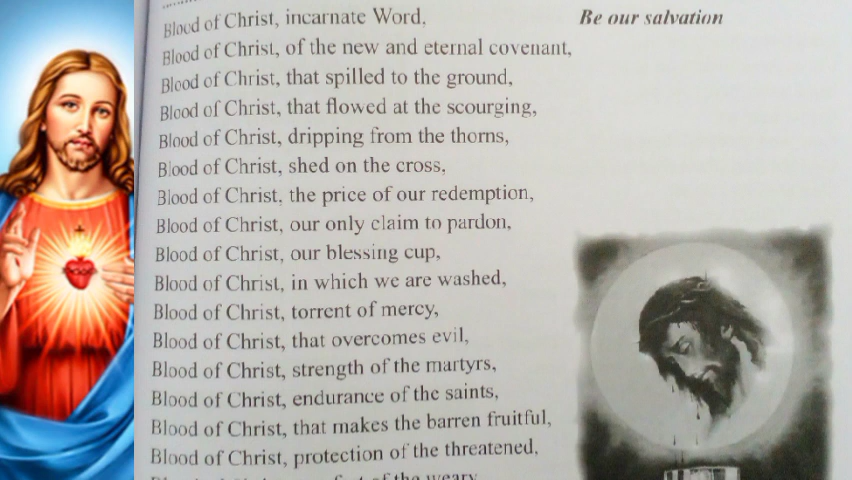 Blood of Christ, incarnate Word,
Be our salvation
Blood of Christ, of the new and eternal covenant,
Blood of Christ, that spilled to the ground,
Blood of Christ, that flowed at the scourging,
Blood of Christ, dripping from the thorns,
Blood of Christ, shed on the cross,
Blood of Christ, the price of our redemption,
Blood of Christ, our only claim to pardon,
Blood of Christ, our blessing cup,
Blood of Christ, in which we are washed,
Blood of Christ, torrent of mercy,
Blood of Christ, that overcomes evil,
Blood of Christ, strength of the martyrs,
Blood of Christ, endurance of the saints,
Blood of Christ, that makes the barren fruitful,
Blood of Christ, protection of the threatened,
of the weary